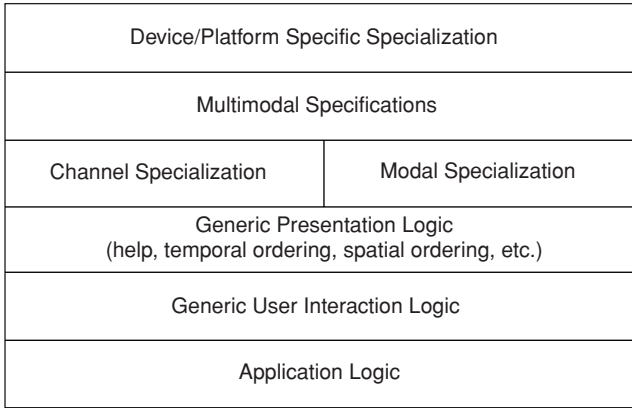 Device/Platform Specific Specialization
Multimodal Specifications
Channel Specialization
Modal Specialization
Generic Presentation Logic
(help, temporal ordering, spatial ordering, etc.)
Generic User Interaction Logic
Application Logic